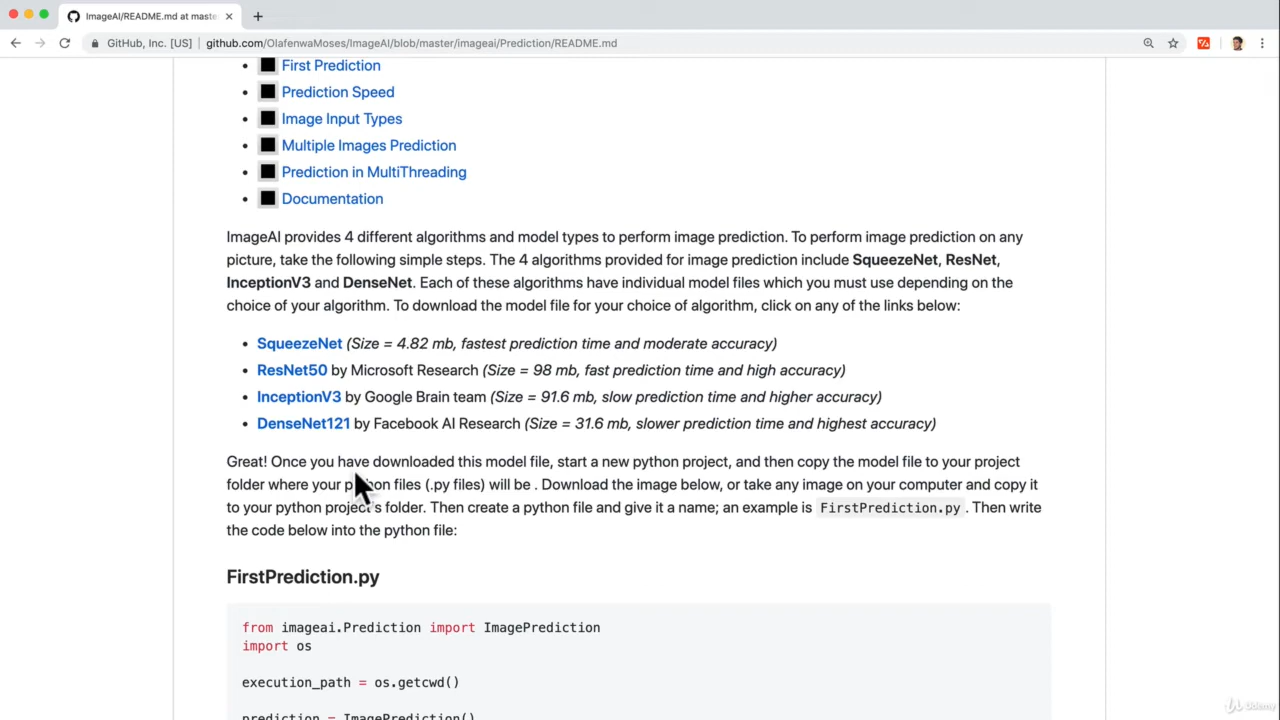 ImageAI/README.md at maste
GitHub, Inc. [US] | github.com/OlafenwaMoses/ImageAI/blob/master/imageai/Prediction/README.md
First Prediction
Prediction Speed
Image Input Types
Multiple Images Prediction
Prediction in MultiThreading
Documentation
ImageAI provides 4 different algorithms and model types to perform image prediction. To perform image prediction on any
picture, take the following simple steps. The 4 algorithms provided for image prediction include SqueezeNet, ResNet,
InceptionV3 and DenseNet. Each of these algorithms have individual model files which you must use depending on the
choice of your algorithm. To download the model file for your choice of algorithm, click on any of the links below:
SqueezeNet (Size = 4.82 mb, fastest prediction time and moderate accuracy)
ResNet50 by Microsoft Research (Size = 98 mb, fast prediction time and high accuracy)
InceptionV3 by Google Brain team (Size = 91.6 mb, slow prediction time and higher accuracy)
DenseNet121 by Facebook AI Research (Size = 31.6 mb, slower prediction time and highest accuracy)
Great! Once you have downloaded this model file, start a new python project, and then copy the model file to your project
folder where your python files (.py files) will be . Download the image below, or take any image on your computer and copy it
to your python project's folder. Then create a python file and give it a name; an example is FirstPrediction.py . Then write
the code below into the python file:
FirstPrediction.py
from imageai.Prediction import ImagePrediction
import os
execution_path = os.getcwd()
prediction = ImagePrediction()
Udemy